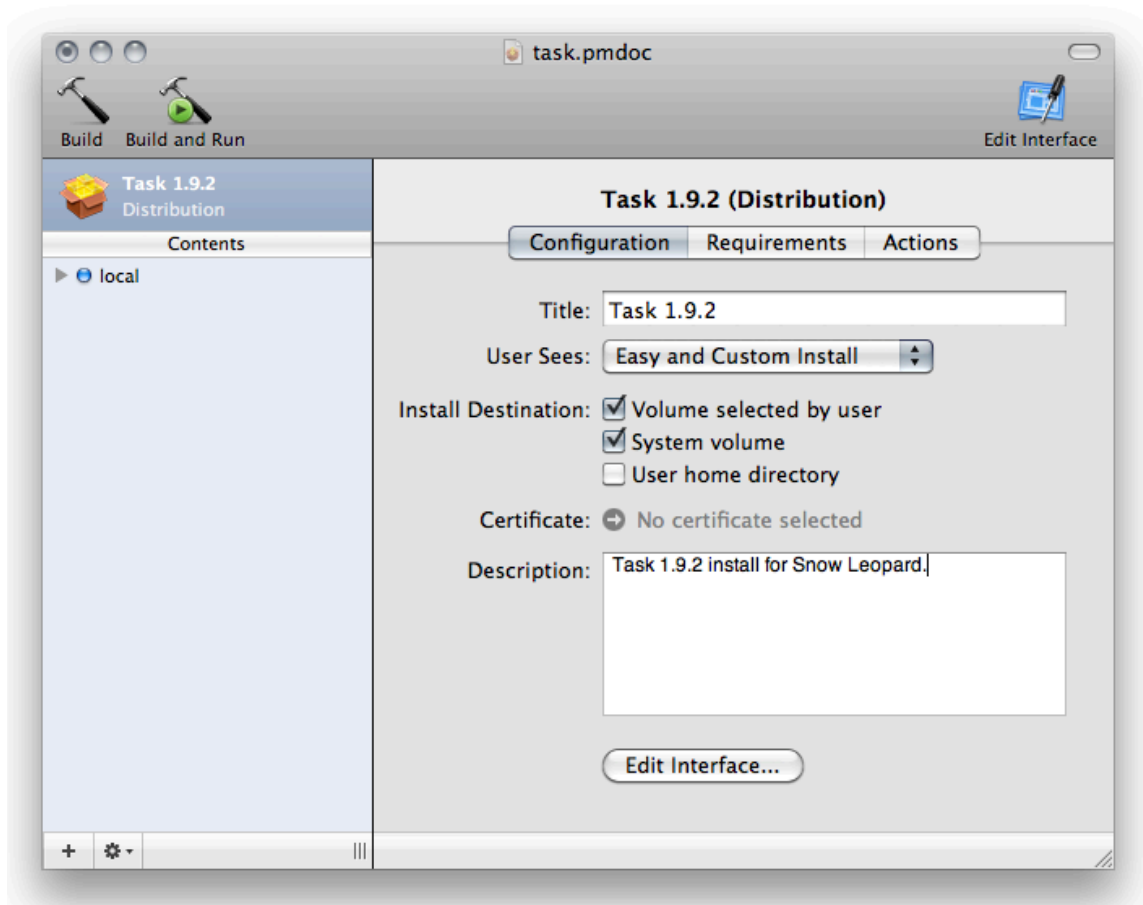 task.pmdoc
Build Build and Run Edit Interface
Task 1.9.2
Distribution
Contents
local
Task 1.9.2 (Distribution)
Configuration Requirements Actions
Title: Task 1.9.2
User Sees: Easy and Custom Install
Install Destination: Volume selected by user
System volume
User home directory
Certificate: No certificate selected
Description: Task 1.9.2 install for Snow Leopard.
Edit Interface...